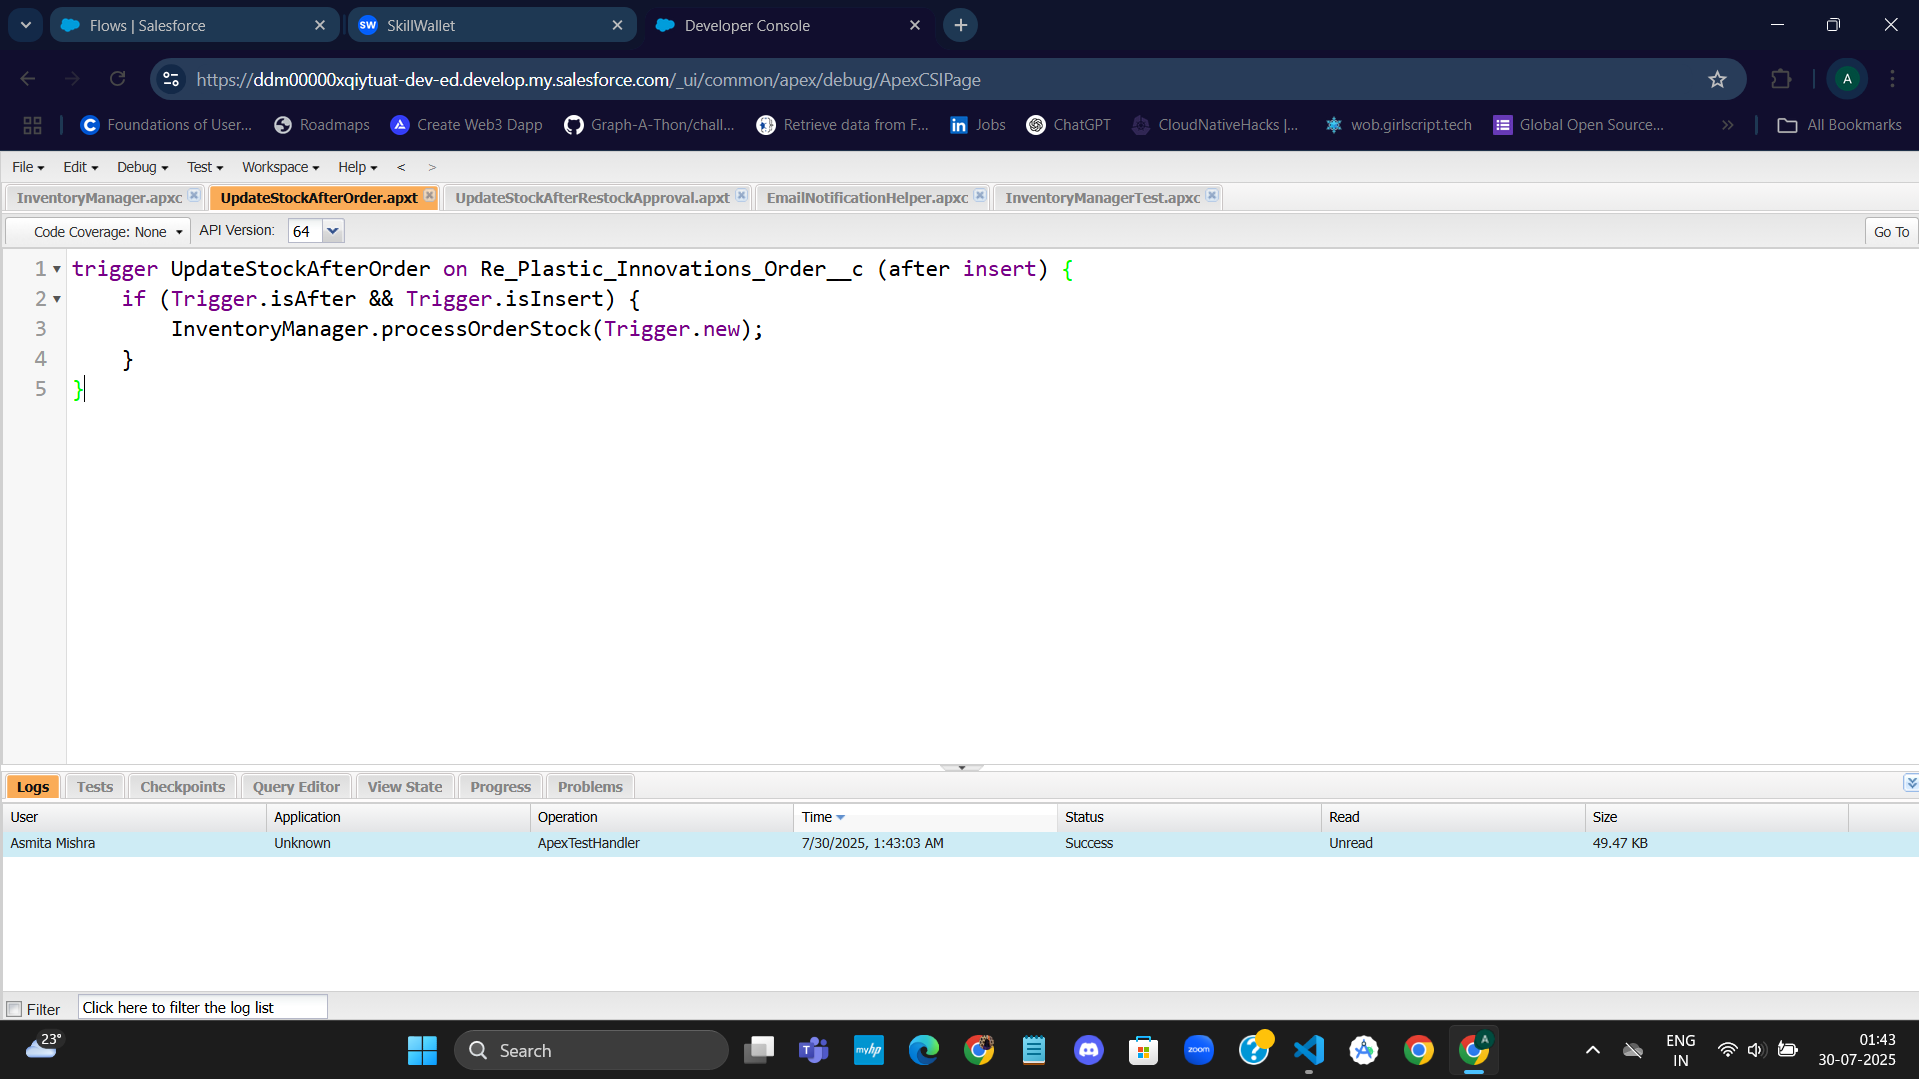 Flows | Salesforce
SW SkillWallet
Developer Console
https://ddm00000xqiytuat-dev-ed.develop.my.salesforce.com/_ui/common/apex/debug/ApexCSIPage
A
Foundations of User...
Roadmaps
Create Web3 Dapp
Graph-A-Thon/chall...
Retrieve data from F...
Jobs
ChatGPT
CloudNativeHacks |...
wob.girlscript.tech
Global Open Source...
All Bookmarks
File Edit Debug Test Workspace Help < >
InventoryManager.apxc
UpdateStockAfterOrder.apxt
UpdateStockAfterRestockApproval.apxt
EmailNotificationHelper.apxc
InventoryManagerTest.apxc
Code Coverage: None API Version: 64 Go To
1 trigger UpdateStockAfterOrder on Re_Plastic_Innovations_Order__c (after insert) {
2 if (Trigger.isAfter && Trigger.isInsert) {
3 InventoryManager.processOrderStock(Trigger.new);
4 }
5 }
Logs Tests Checkpoints Query Editor View State Progress Problems
User Application Operation Time Status Read Size
Asmita Mishra Unknown ApexTestHandler 7/30/2025, 1:43:03 AM Success Unread 49.47 KB
Filter Click here to filter the log list
23°
Search
myhp
zoom
A
ENG
IN
01:43
30-07-2025